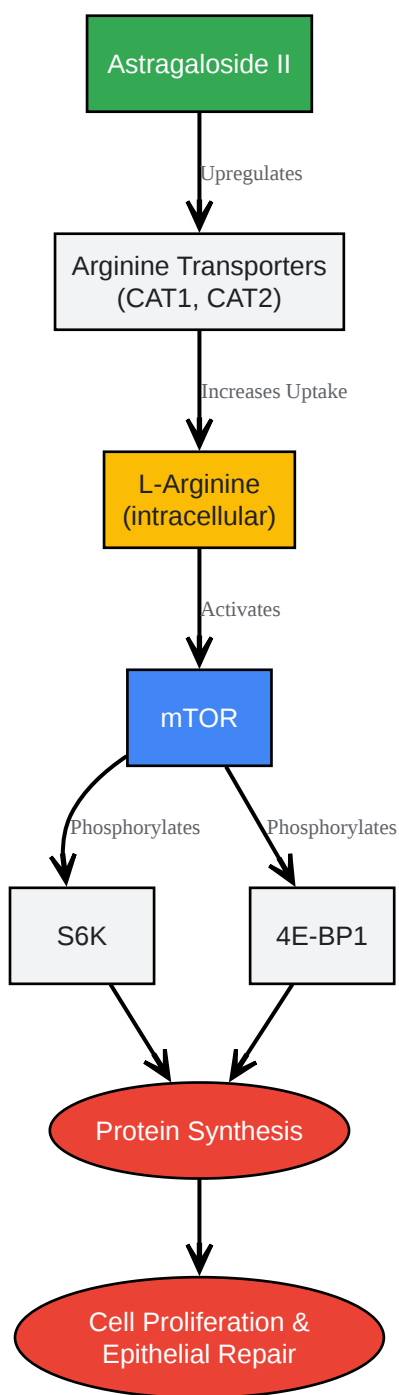 Astragaloside II
Upregulates
Arginine Transporters
(CAT1, CAT2)
Increases Uptake
L-Arginine
(intracellular)
Activates
mTOR
Phosphorylates
Phosphorylates
S6K
4E-BP1
Protein Synthesis
Cell Proliferation &
Epithelial Repair